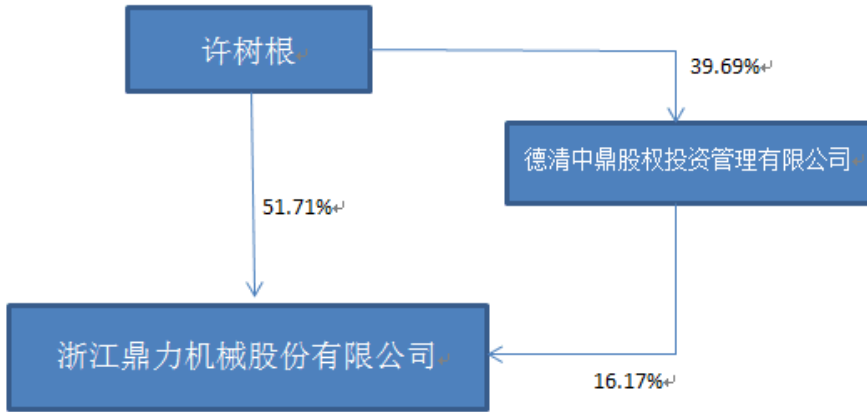 许树根
39.69%
德清中鼎股权投资管理有限公司
51.71%
浙江鼎力机械股份有限公司
16.17%